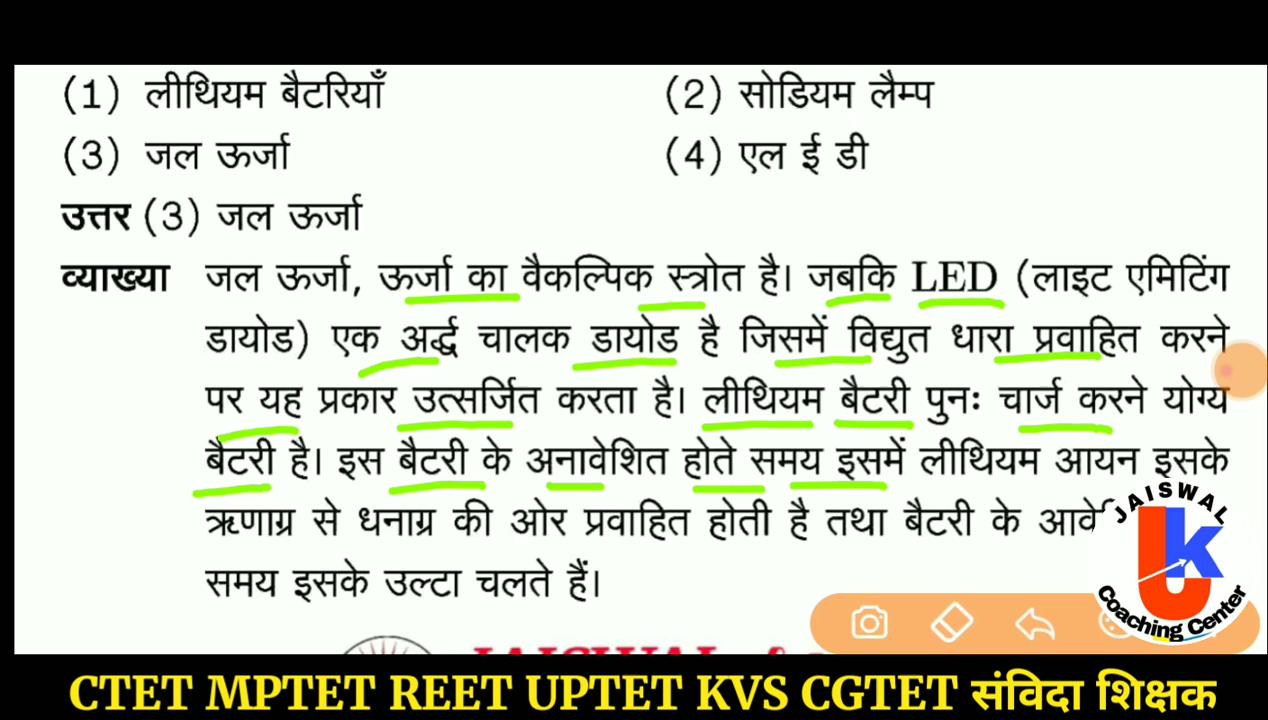 (1) लीथियम बैटरियाँ (2) सोडियम लैम्प
(3) जल ऊर्जा (4) एल ई डी
उत्तर (3) जल ऊर्जा
व्याख्या जल ऊर्जा, ऊर्जा का वैकल्पिक स्त्रोत है। जबकि LED (लाइट एमिटिंग
डायोड) एक अर्द्ध चालक डायोड है जिसमें विद्युत धारा प्रवाहित करने
पर यह प्रकार उत्सर्जित करता है। लीथियम बैटरी पुनः चार्ज करने योग्य
बैटरी है। इस बैटरी के अनावेशित होते समय इसमें लीथियम आयन इसके
ऋणाग्र से धनाग्र की ओर प्रवाहित होती है तथा बैटरी के
समय इसके उल्टा चलते हैं।
JAISWAL
JK
Coaching Center
CTET MPTET REET UPTET KVS CGTET संविदा शिक्षक